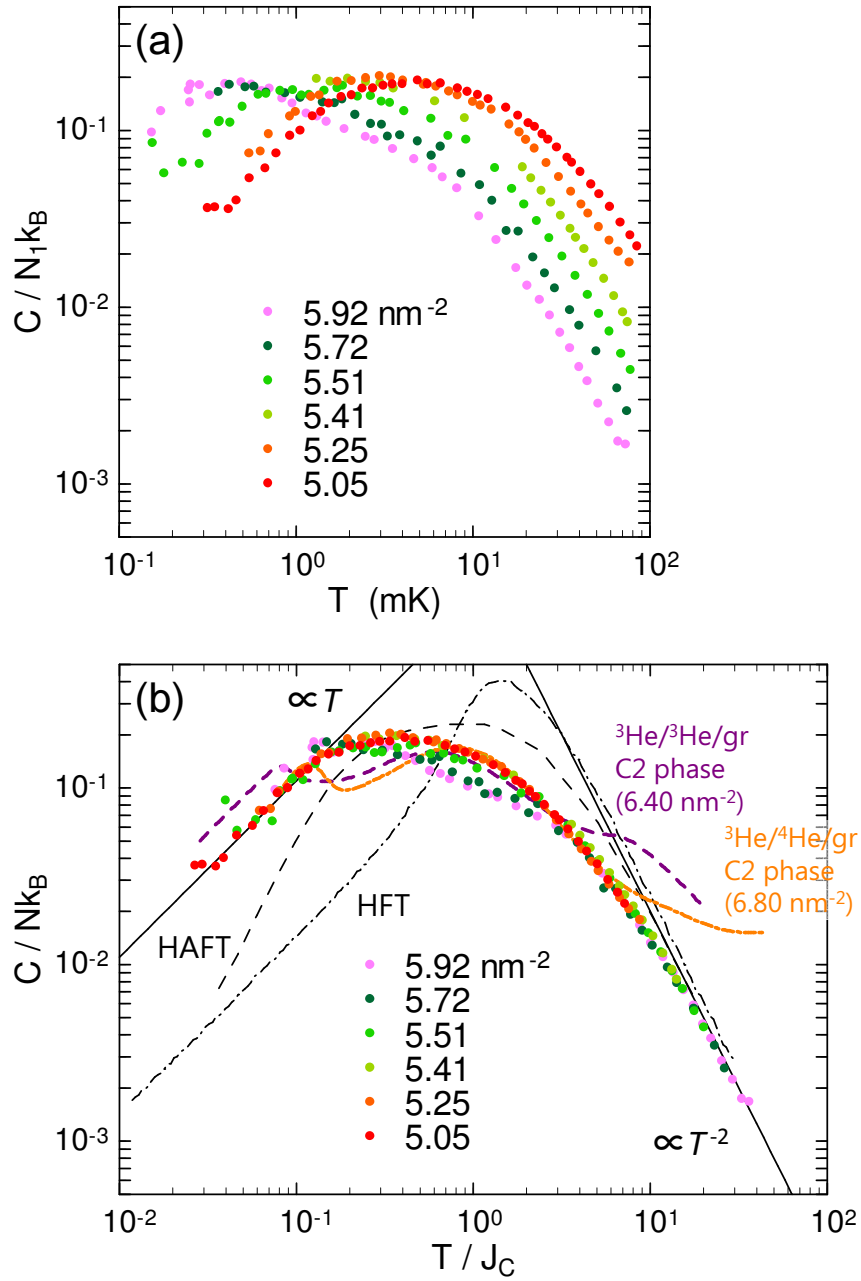 (a)
C / N₁k_B
10⁻¹
10⁻²
10⁻³
5.92 nm⁻²
5.72
5.51
5.41
5.25
5.05
10⁻¹ 10⁰ 10¹ 10²
T (mK)
(b)
∝T
³He/³He/gr
C2 phase
(6.40 nm⁻²)
³He/⁴He/gr
C2 phase
(6.80 nm⁻²)
C / Nk_B
10⁻¹
10⁻²
10⁻³
HAFT
HFT
5.92 nm⁻²
5.72
5.51
5.41
5.25
5.05
∝T⁻²
10⁻² 10⁻¹ 10⁰ 10¹ 10²
T / J_C